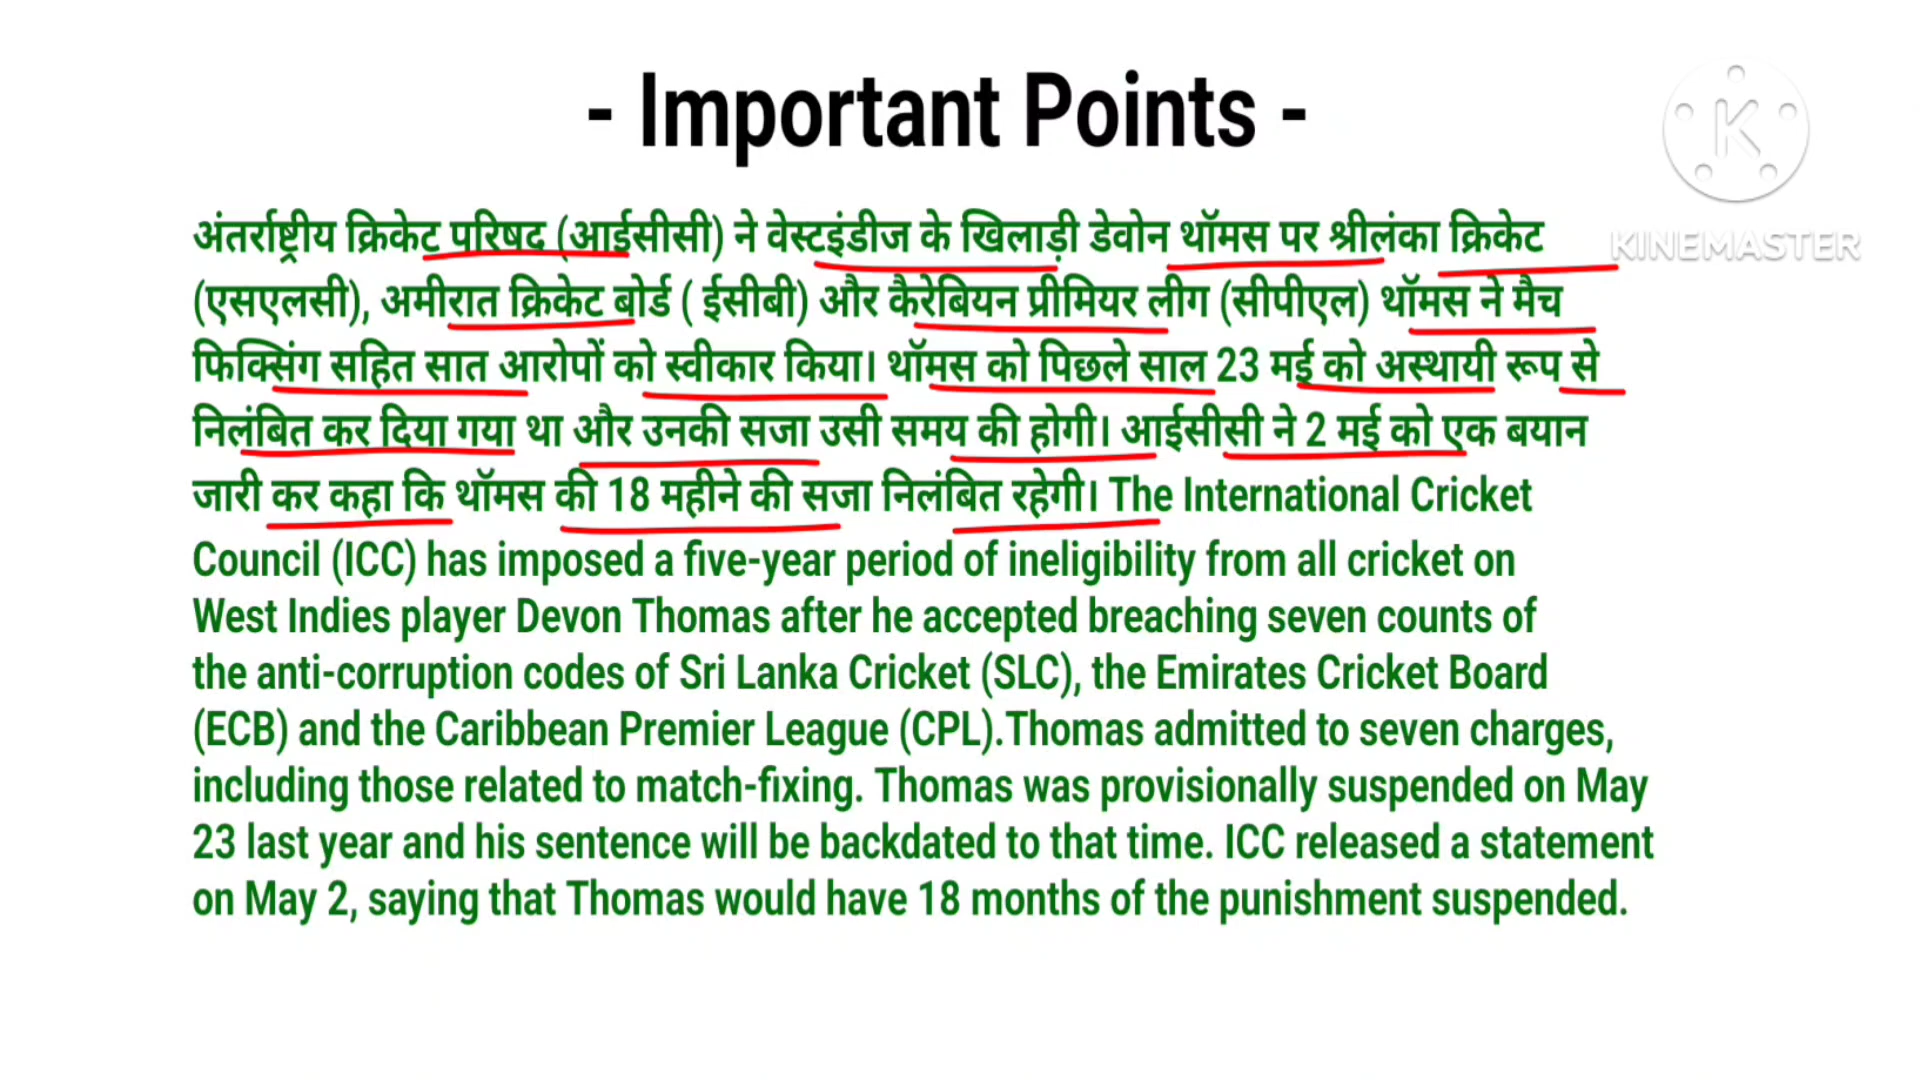 - Important Points -
KINEMASTER
अंतर्राष्ट्रीय क्रिकेट परिषद (आईसीसी) ने वेस्टइंडीज के खिलाड़ी डेवोन थॉमस पर श्रीलंका क्रिकेट
(एसएलसी), अमीरात क्रिकेट बोर्ड ( ईसीबी) और कैरेबियन प्रीमियर लीग (सीपीएल) थॉमस ने मैच
फिक्सिंग सहित सात आरोपों को स्वीकार किया। थॉमस को पिछले साल 23 मई को अस्थायी रूप से
निलंबित कर दिया गया था और उनकी सजा उसी समय की होगी। आईसीसी ने 2 मई को एक बयान
जारी कर कहा कि थॉमस की 18 महीने की सजा निलंबित रहेगी। The International Cricket
Council (ICC) has imposed a five-year period of ineligibility from all cricket on
West Indies player Devon Thomas after he accepted breaching seven counts of
the anti-corruption codes of Sri Lanka Cricket (SLC), the Emirates Cricket Board
(ECB) and the Caribbean Premier League (CPL).Thomas admitted to seven charges,
including those related to match-fixing. Thomas was provisionally suspended on May
23 last year and his sentence will be backdated to that time. ICC released a statement
on May 2, saying that Thomas would have 18 months of the punishment suspended.